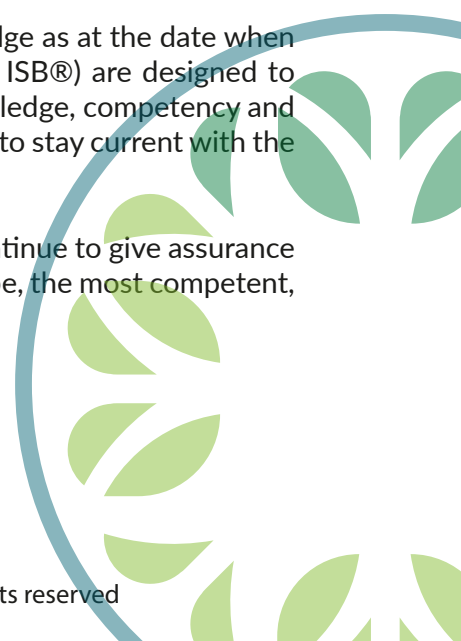 dge as at the date when
ISB®) are designed to
ledge, competency and
to stay current with the
tinue to give assurance
be, the most competent,
ts reserved